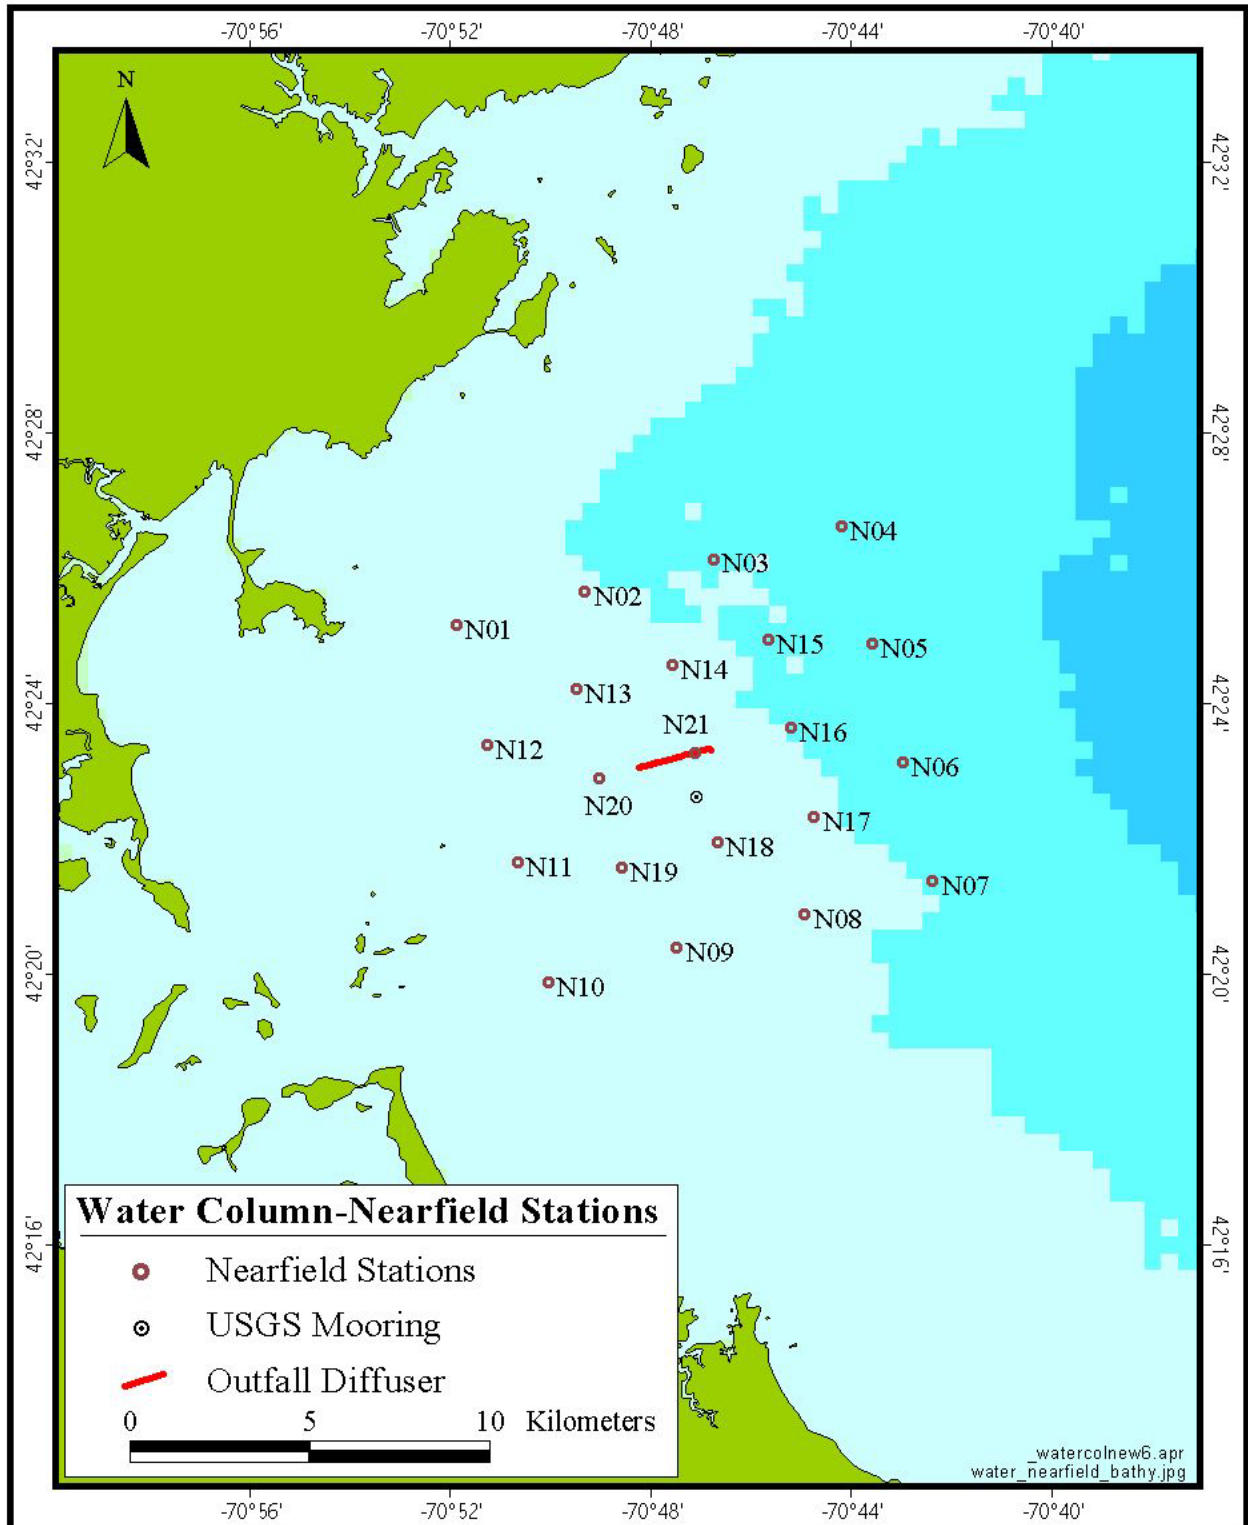 -70°56' -70°52' -70°48' -70°44' -70°40'
N
42°32' 42°32'
42°28' 42°28'
N04
N03
N02
N01
N15 N05
N14
N13
42°24' 42°24'
N21
N16
N12
N06
N20
N17
N18
N11
N19
N07
N08
N09
42°20' 42°20'
N10
Water Column-Nearfield Stations
42°16' 42°16'
Nearfield Stations
USGS Mooring
Outfall Diffuser
0 5 10 Kilometers
_watercolnew6.apr
water_nearfield_bathy.jpg
-70°56' -70°52' -70°48' -70°44' -70°40'